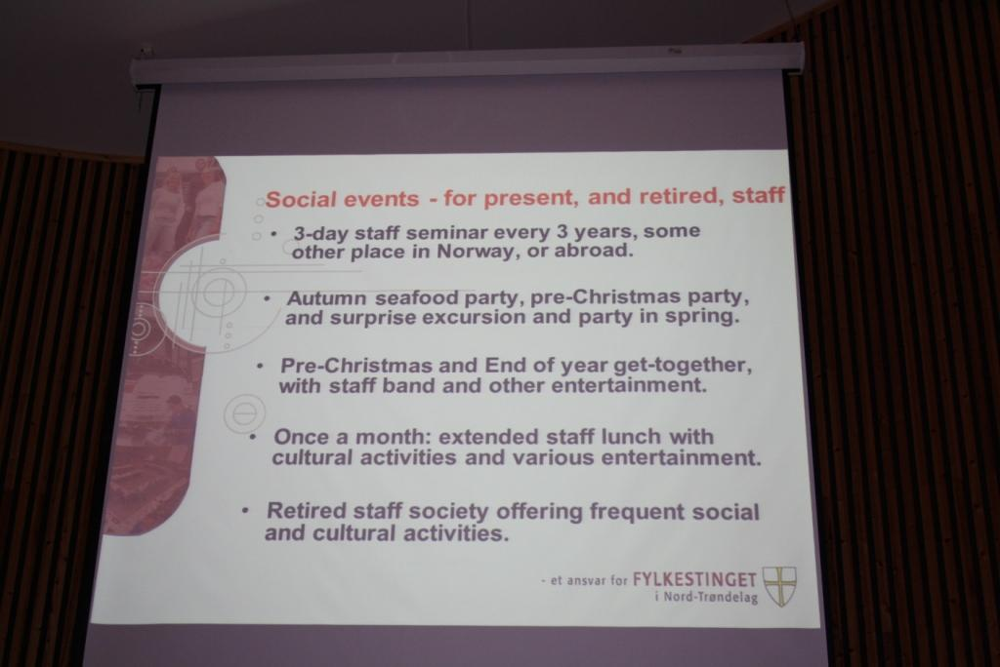 Social events - for present, and retired, staff
• 3-day staff seminar every 3 years, some
other place in Norway, or abroad.
• Autumn seafood party, pre-Christmas party,
and surprise excursion and party in spring.
• Pre-Christmas and End of year get-together,
with staff band and other entertainment.
• Once a month: extended staff lunch with
cultural activities and various entertainment.
• Retired staff society offering frequent social
and cultural activities.
- et ansvar for FYLKESTINGET
i Nord-Trøndelag